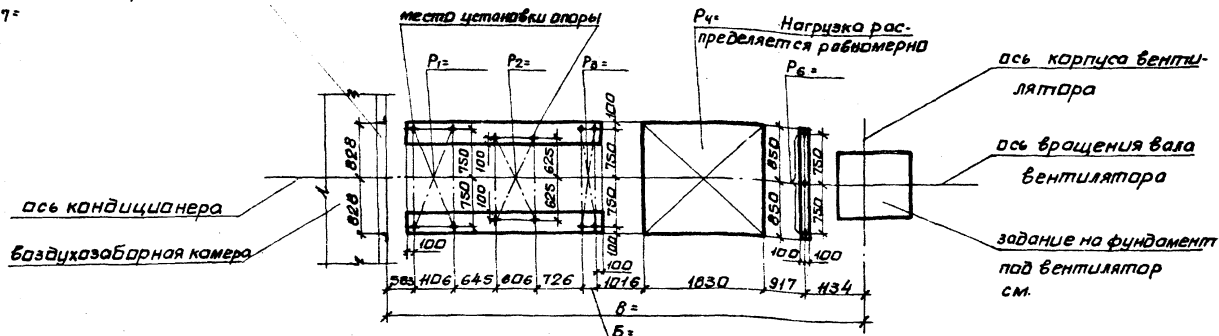 7=
место установки опоры
P4=
Нагрузка рас-
пределяется равномерно
P1=
P2=
P3=
P6=
ось корпуса венти-
лятора
ось вращения вала
вентилятора
задание на фундамент
под вентилятор
см.
ось кондиционера
воздухозаборная камера
828
828
750
750
100
100
625
625
100
750
750
100
850
850
750
750
100
100
100
100
583
1106
645
806
726
1016
1830
917
1134
В=
Б=